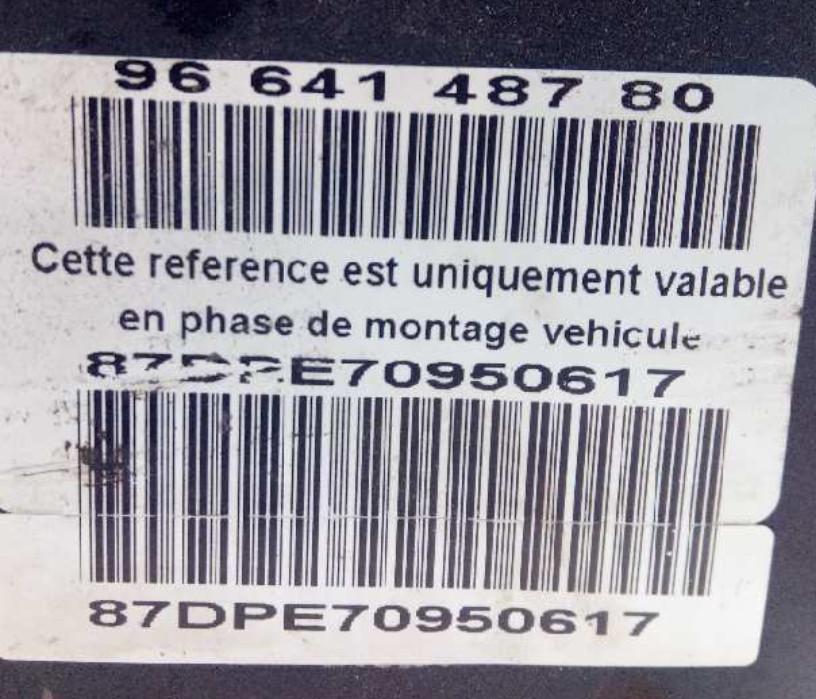 96 641 487 80
Cette reference est uniquement valable
en phase de montage vehicule
87DPE70950617
87DPE70950617